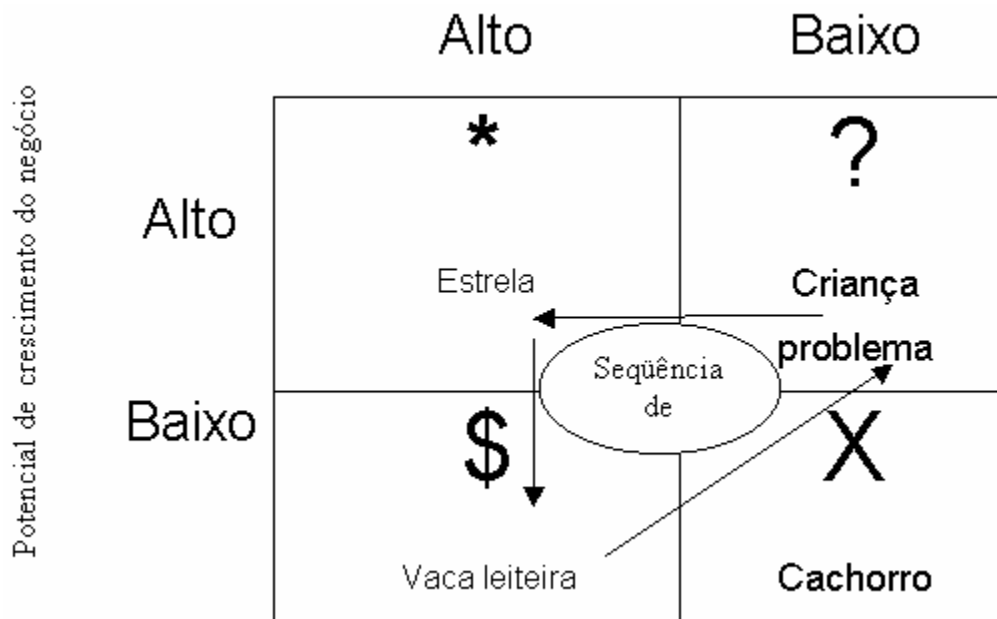 Alto Baixo
Potencial de crescimento do negócio
Alto
* ?
Estrela
Criança
problema
Seqüência
de
Baixo
$ X
Vaca leiteira
Cachorro